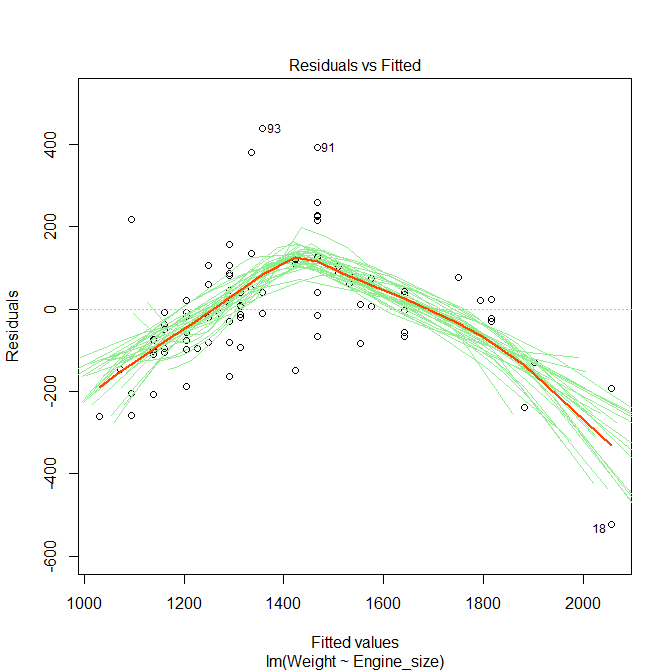 Residuals vs Fitted
Residuals
400
200
0
-200
-400
-600
93
91
18
1000 1200 1400 1600 1800 2000
Fitted values
lm(Weight ~ Engine_size)